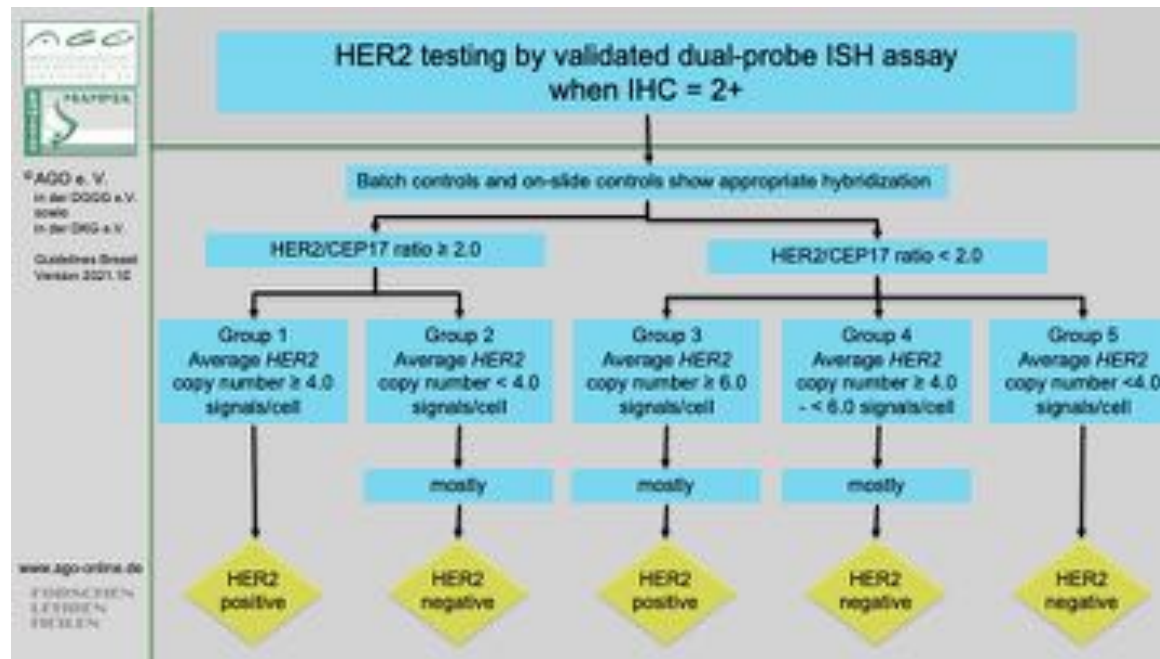 AGO
MAMMA
HER2 testing by validated dual-probe ISH assay
when IHC = 2+
© AGO e. V.
in der DGGG e.V.
sowie
in der DKG e.V.
Guidelines Breast
Version 2021.1E
Batch controls and on-slide controls show appropriate hybridization
HER2/CEP17 ratio ≥ 2.0
HER2/CEP17 ratio < 2.0
Group 1
Average HER2
copy number ≥ 4.0
signals/cell
Group 2
Average HER2
copy number < 4.0
signals/cell
Group 3
Average HER2
copy number ≥ 6.0
signals/cell
Group 4
Average HER2
copy number ≥ 4.0
- < 6.0 signals/cell
Group 5
Average HER2
copy number <4.0
signals/cell
mostly
mostly
mostly
HER2
positive
HER2
negative
HER2
positive
HER2
negative
HER2
negative
www.ago-online.de
FORSCHEN
LEHREN
HEILEN